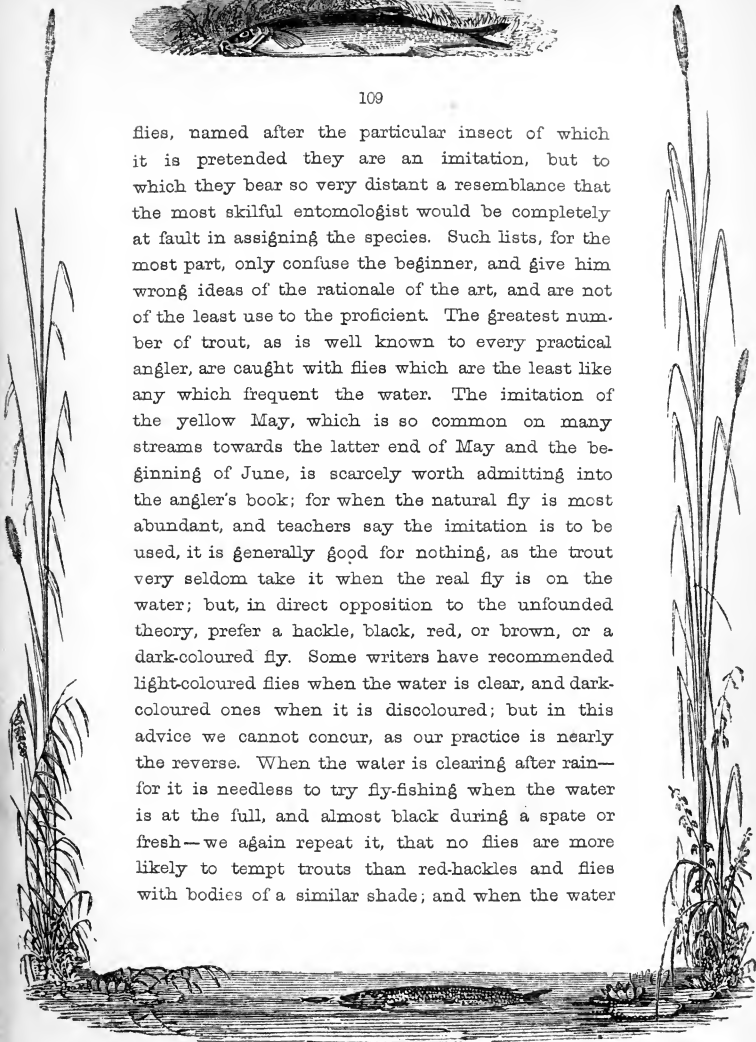 109
flies, named after the particular insect of which
it is pretended they are an imitation, but to
which they bear so very distant a resemblance that
the most skilful entomologist would be completely
at fault in assigning the species. Such lists, for the
most part, only confuse the beginner, and give him
wrong ideas of the rationale of the art, and are not
of the least use to the proficient. The greatest num-
ber of trout, as is well known to every practical
angler, are caught with flies which are the least like
any which frequent the water. The imitation of
the yellow May, which is so common on many
streams towards the latter end of May and the be-
ginning of June, is scarcely worth admitting into
the angler's book; for when the natural fly is most
abundant, and teachers say the imitation is to be
used, it is generally good for nothing, as the trout
very seldom take it when the real fly is on the
water; but, in direct opposition to the unfounded
theory, prefer a hackle, black, red, or brown, or a
dark-coloured fly. Some writers have recommended
light-coloured flies when the water is clear, and dark-
coloured ones when it is discoloured; but in this
advice we cannot concur, as our practice is nearly
the reverse. When the water is clearing after rain—
for it is needless to try fly-fishing when the water
is at the full, and almost black during a spate or
fresh—we again repeat it, that no flies are more
likely to tempt trouts than red-hackles and flies
with bodies of a similar shade; and when the water